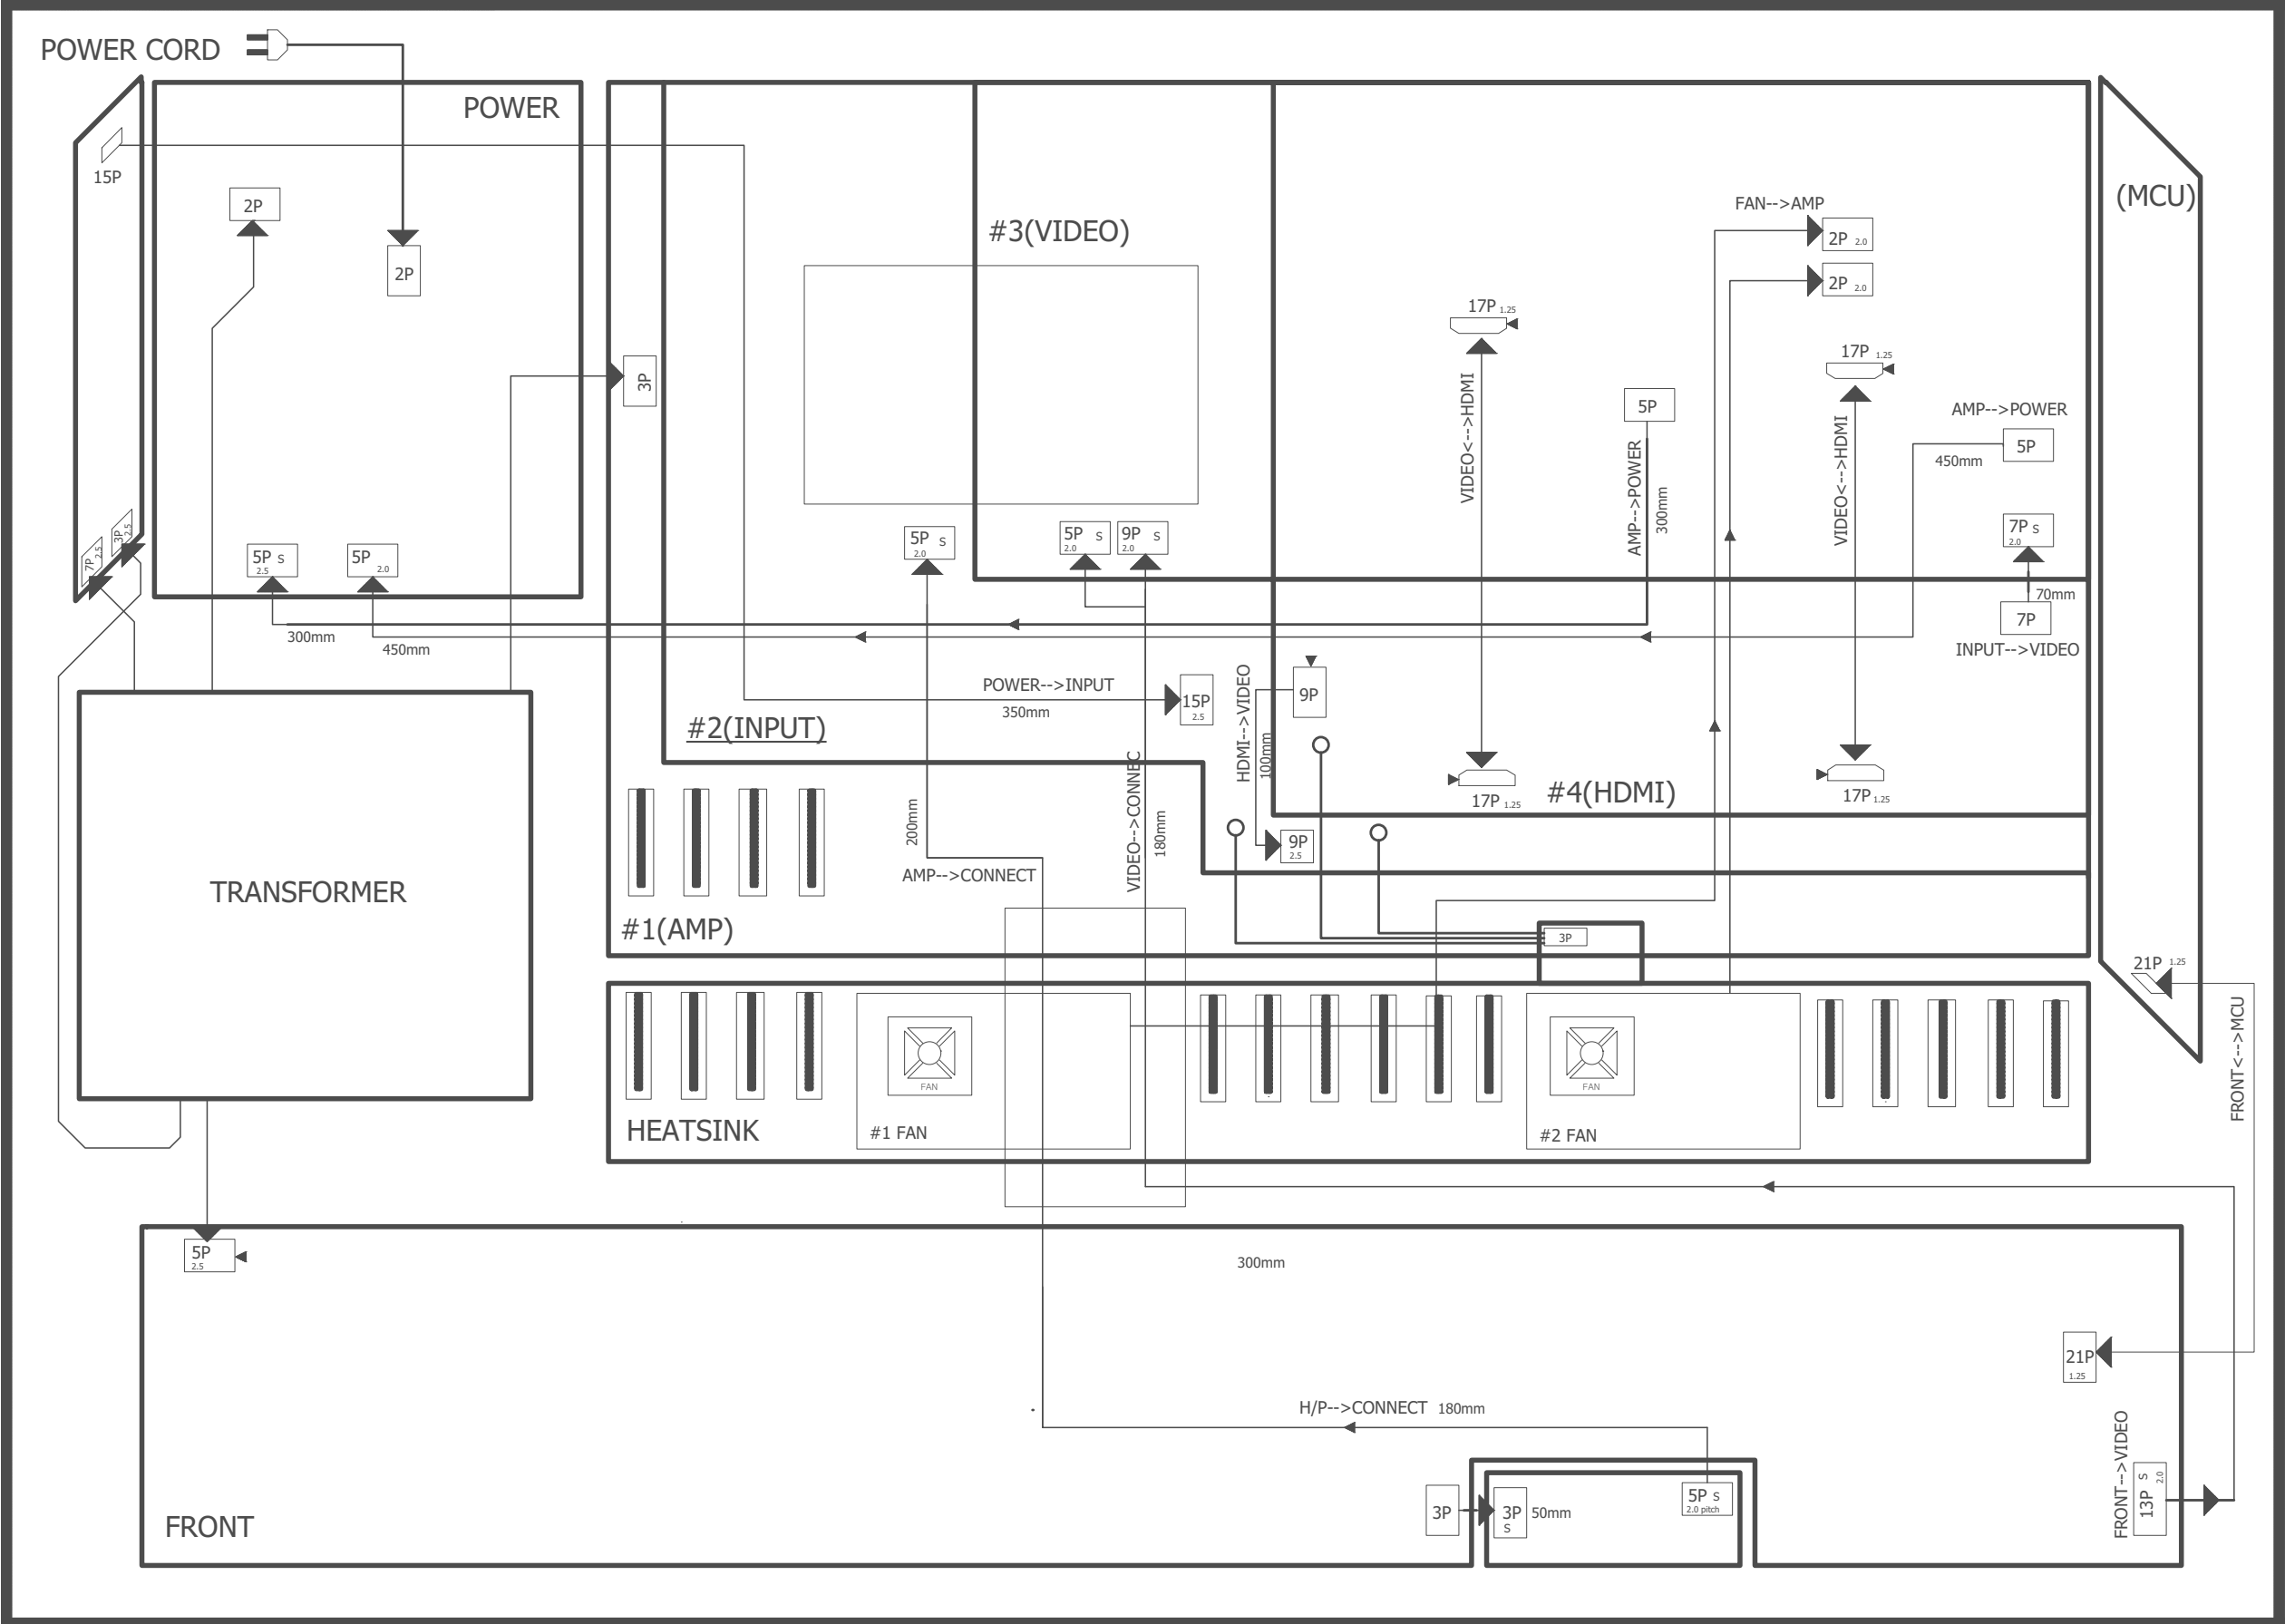 POWER CORD
POWER
15P
2P
2P
3P
#3(VIDEO)
(MCU)
FAN-->AMP
2P 2.0
2P 2.0
17P 1.25
17P 1.25
VIDEO<-->HDMI
VIDEO<-->HDMI
5P
AMP-->POWER
300mm
AMP-->POWER
5P
450mm
7P 2.5
3P 2.5
5P S
2.5
5P
2.0
5P S
2.0
5P S
2.0
9P S
2.0
7P S
2.0
70mm
7P
INPUT-->VIDEO
300mm
450mm
POWER-->INPUT
350mm
15P
2.5
#2(INPUT)
HDMI-->VIDEO
100mm
9P
9P
2.5
17P 1.25
17P 1.25
#4(HDMI)
VIDEO-->CONNEC
180mm
200mm
AMP-->CONNECT
TRANSFORMER
#1(AMP)
3P
21P 1.25
FRONT<-->MCU
FAN
FAN
HEATSINK
#1 FAN
#2 FAN
5P
2.5
300mm
21P
1.25
H/P-->CONNECT 180mm
FRONT-->VIDEO
13P S 2.0
3P
3P
S
50mm
5P S
2.0 pitch
FRONT